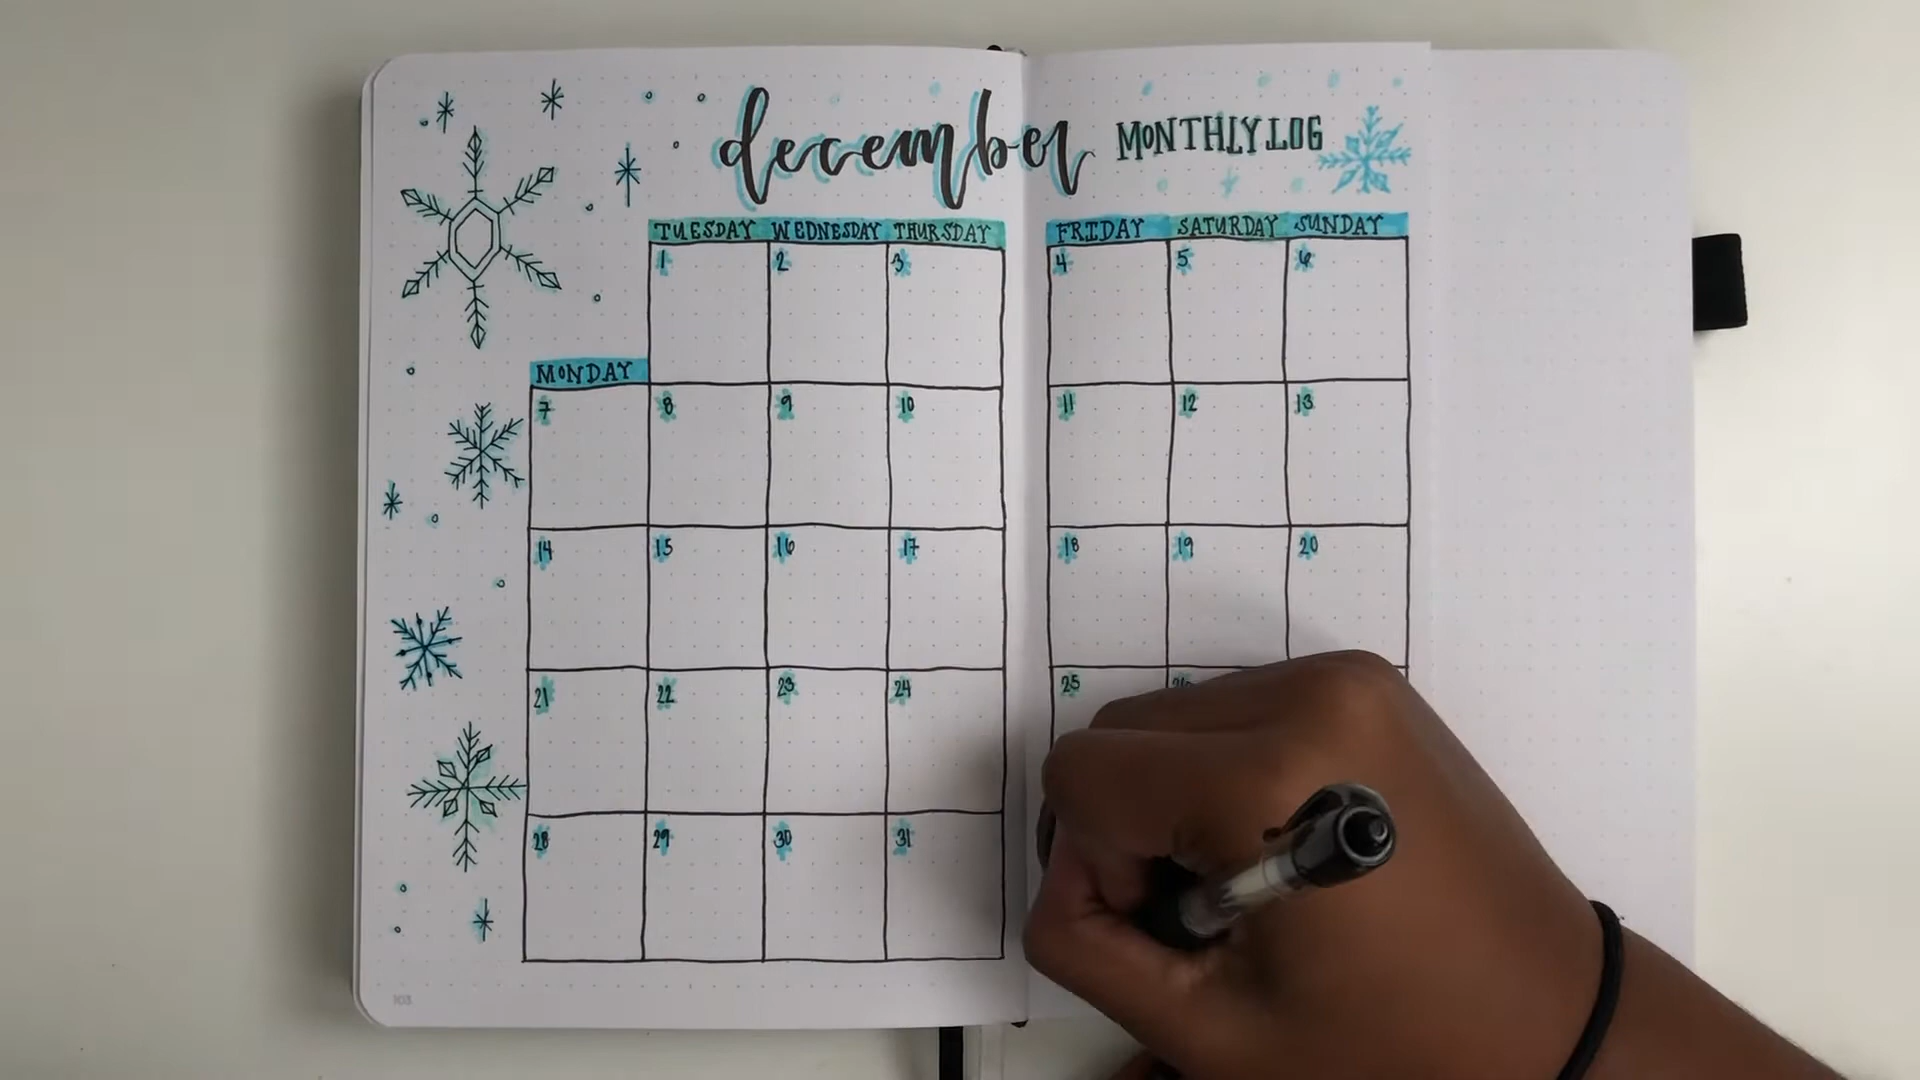 december MONTHLY LOG
TUESDAY WEDNESDAY THURSDAY FRIDAY SATURDAY SUNDAY
1 2 3 4 5 6
MONDAY
7 8 9 10 11 12 13
14 15 16 17 18 19 20
21 22 23 24 25
28 29 30 31
103